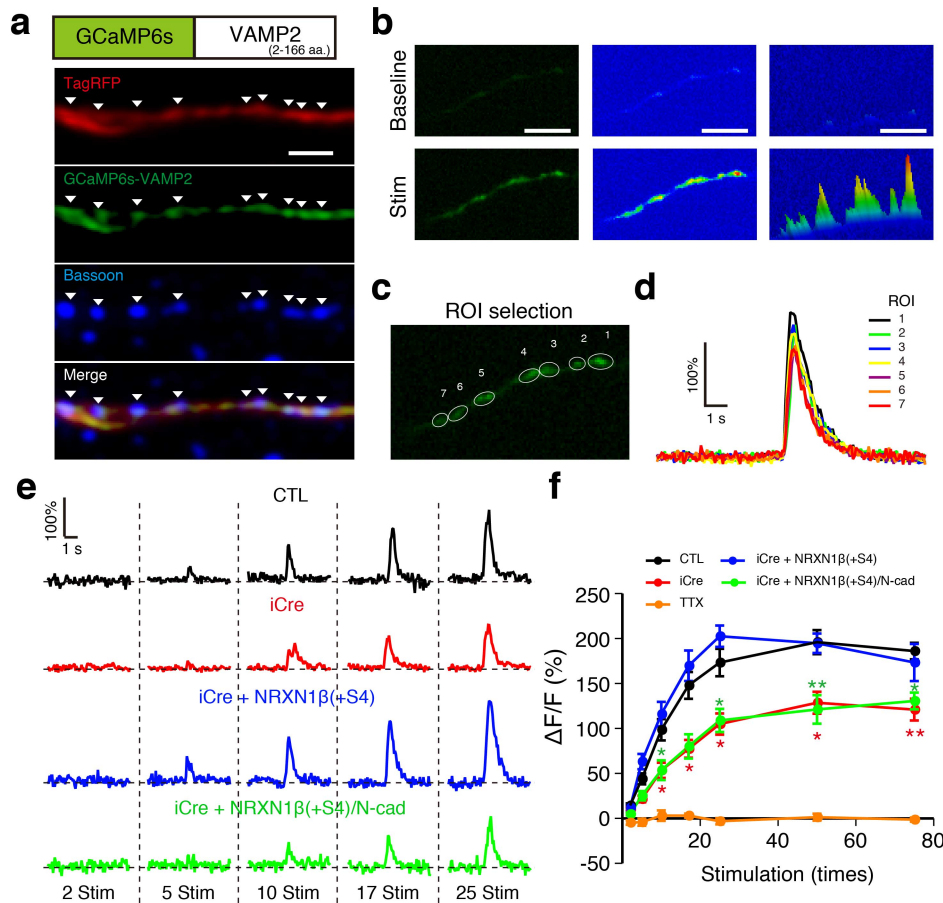 a
GCaMP6s
VAMP2
(2-166 aa.)
TagRFP
GCaMP6s-VAMP2
Bassoon
Merge
b
Baseline
Stim
c
ROI selection
1
2
3
4
5
6
7
d
100%
1 s
ROI
1
2
3
4
5
6
7
e
CTL
100%
1 s
iCre
iCre + NRXN1β(+S4)
iCre + NRXN1β(+S4)/N-cad
2 Stim 5 Stim 10 Stim 17 Stim 25 Stim
f
CTL iCre + NRXN1β(+S4)
iCre iCre + NRXN1β(+S4)/N-cad
TTX
ΔF/F (%)
200
150
100
50
0
-50
* * * * * ** * * **
20 40 60 80
Stimulation (times)